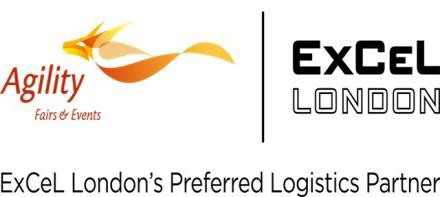 Agility
Fairs & Events
ExCeL
LONDON
ExCeL London's Preferred Logistics Partner